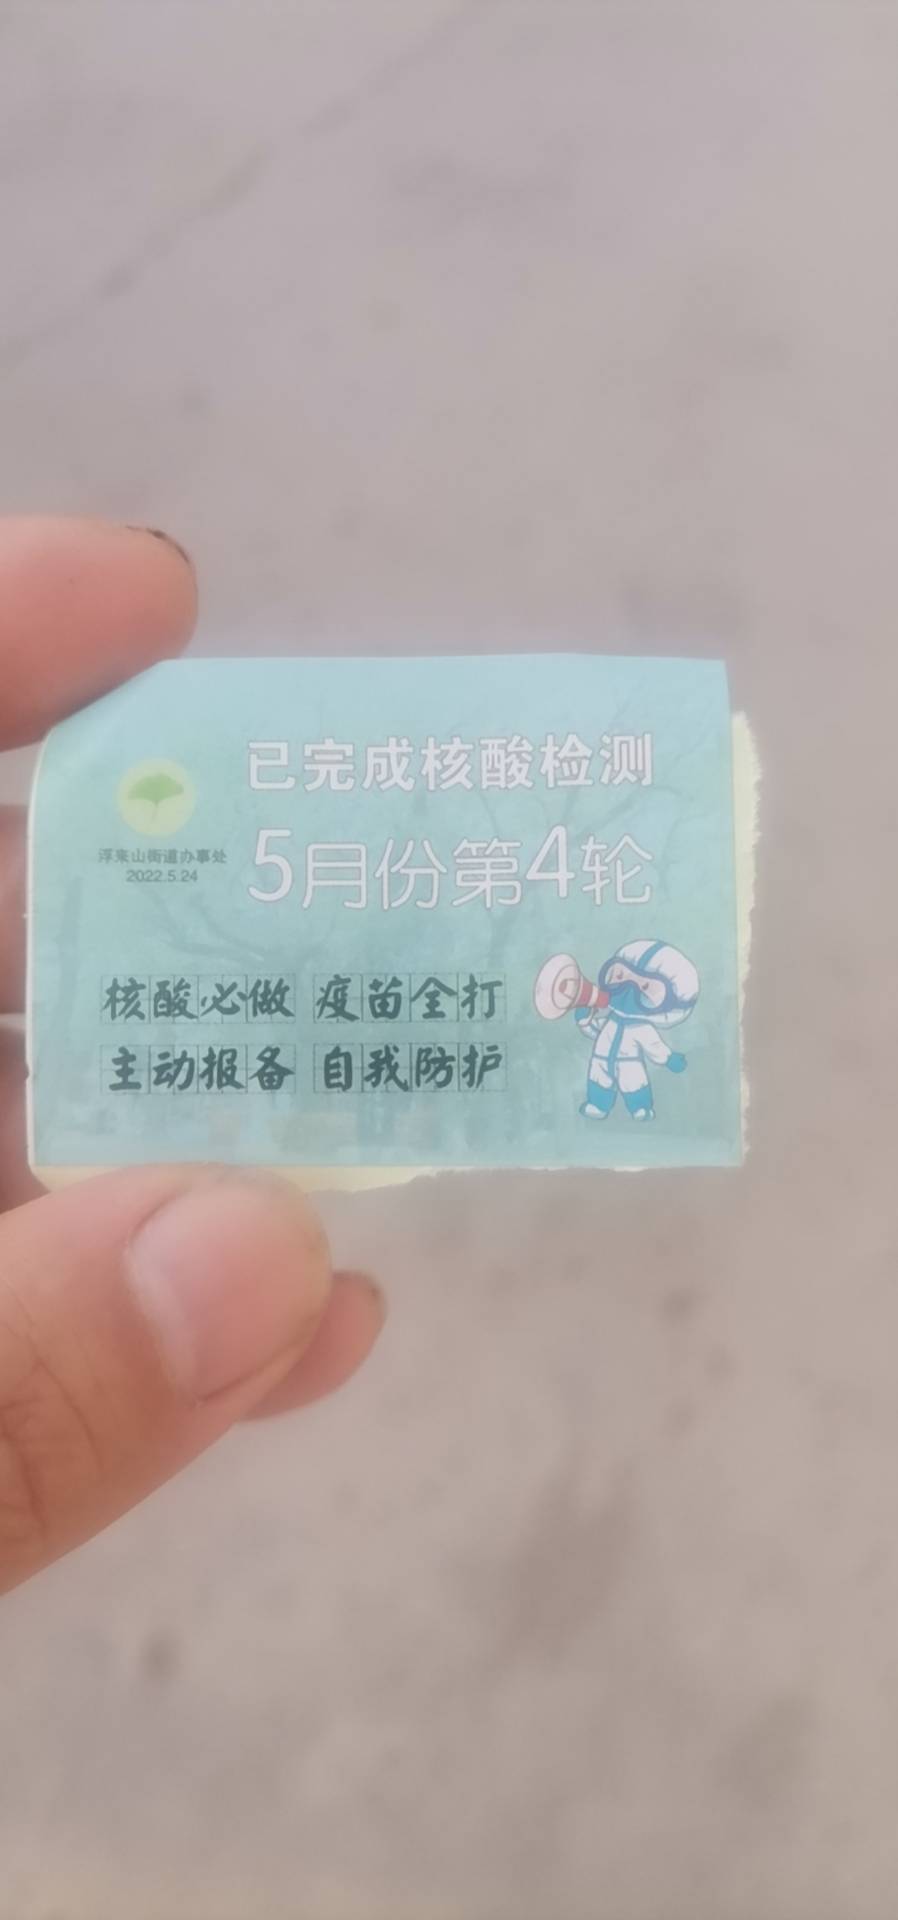 已完成核酸检测
5月份第4轮
浮来山街道办事处
2022.5.24
核酸必做 疫苗全打
主动报备 自我防护